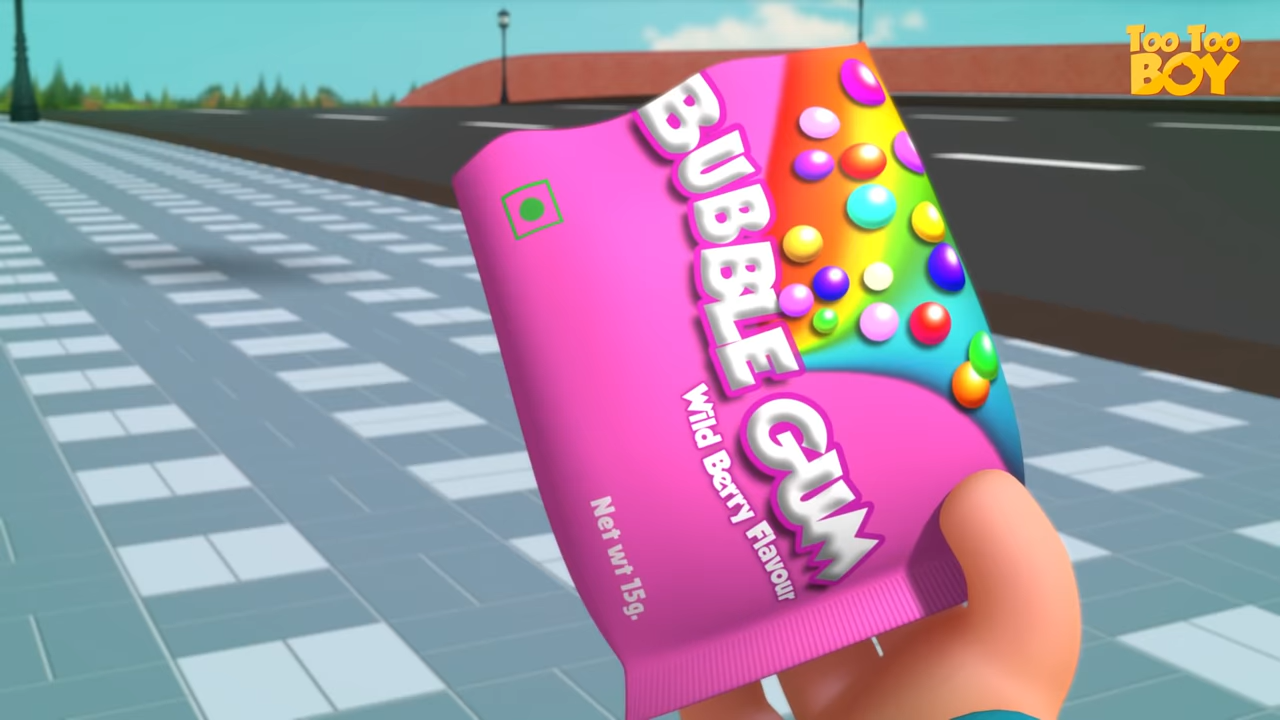 Too Too
BOY
BUBBLE GUM
Wild Berry Flavour
Net wt 15g.